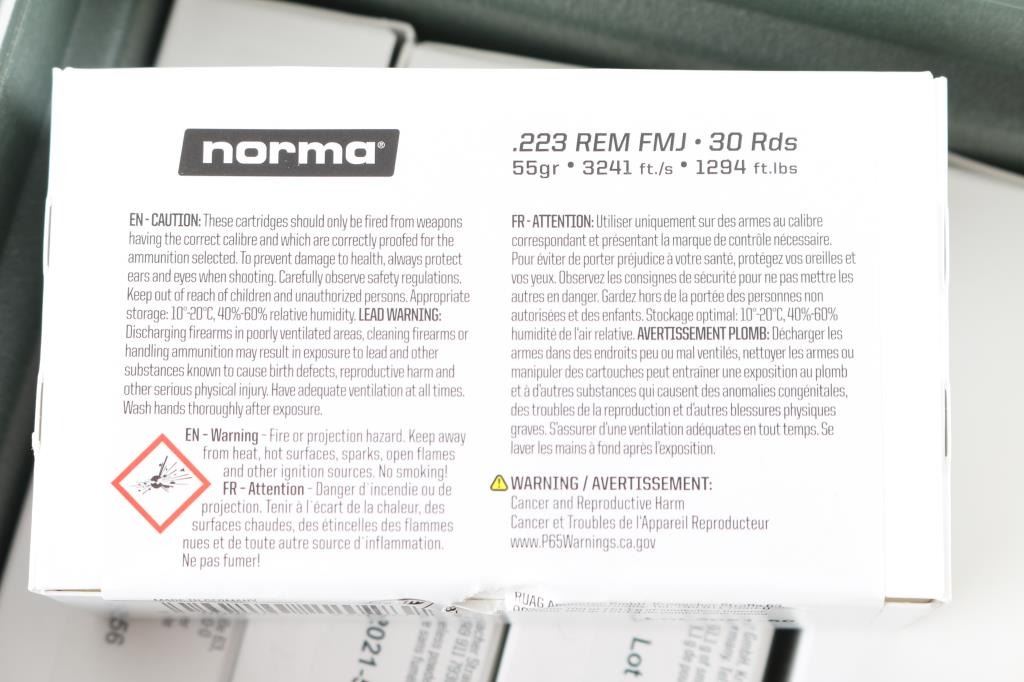 norma®
.223 REM FMJ • 30 Rds
55gr • 3241 ft./s • 1294 ft.lbs
EN - CAUTION: These cartridges should only be fired from weapons
having the correct calibre and which are correctly proofed for the
ammunition selected. To prevent damage to health, always protect
ears and eyes when shooting. Carefully observe safety regulations.
Keep out of reach of children and unauthorized persons. Appropriate
storage: 10°-20°C, 40%-60% relative humidity. LEAD WARNING:
Discharging firearms in poorly ventilated areas, cleaning firearms or
handling ammunition may result in exposure to lead and other
substances known to cause birth defects, reproductive harm and
other serious physical injury. Have adequate ventilation at all times.
Wash hands thoroughly after exposure.
EN - Warning - Fire or projection hazard. Keep away
from heat, hot surfaces, sparks, open flames
and other ignition sources. No smoking!
FR - Attention - Danger d'incendie ou de
projection. Tenir à l'écart de la chaleur, des
surfaces chaudes, des étincelles des flammes
nues et de toute autre source d'inflammation.
Ne pas fumer!
FR - ATTENTION: Utiliser uniquement sur des armes au calibre
correspondant et présentant la marque de contrôle nécessaire.
Pour éviter de porter préjudice à votre santé, protégez vos oreilles et
vos yeux. Observez les consignes de sécurité pour ne pas mettre les
autres en danger. Gardez hors de la portée des personnes non
autorisées et des enfants. Stockage optimal: 10°-20°C, 40%-60%
humidité de l'air relative. AVERTISSEMENT PLOMB: Décharger les
armes dans des endroits peu ou mal ventilés, nettoyer les armes ou
manipuler des cartouches peut entraîner une exposition au plomb
et à d'autres substances qui causent des anomalies congénitales,
des troubles de la reproduction et d'autres blessures physiques
graves. S'assurer d'une ventilation adéquates en tout temps. Se
laver les mains à fond après l'exposition.
WARNING / AVERTISSEMENT:
Cancer and Reproductive Harm
Cancer et Troubles de l'Appareil Reproducteur
www.P65Warnings.ca.gov
RUAG
56
2021-
Lot